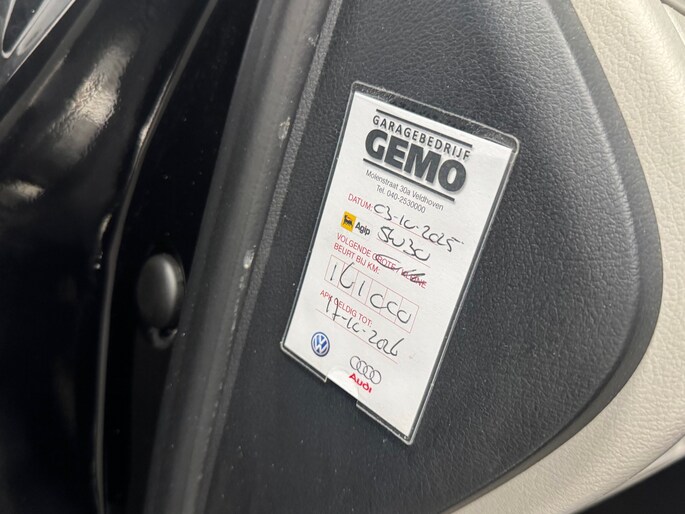 GARAGEBEDRIJF
GEMO
Molenstraat 30a Veldhoven
Tel. 040-2530000
DATUM: 03-10-2025
Agip 5W30
VOLGENDE GROTE / KLEINE
BEURT BIJ KM:
161000
APK GELDIG TOT:
17-10-2026
Audi